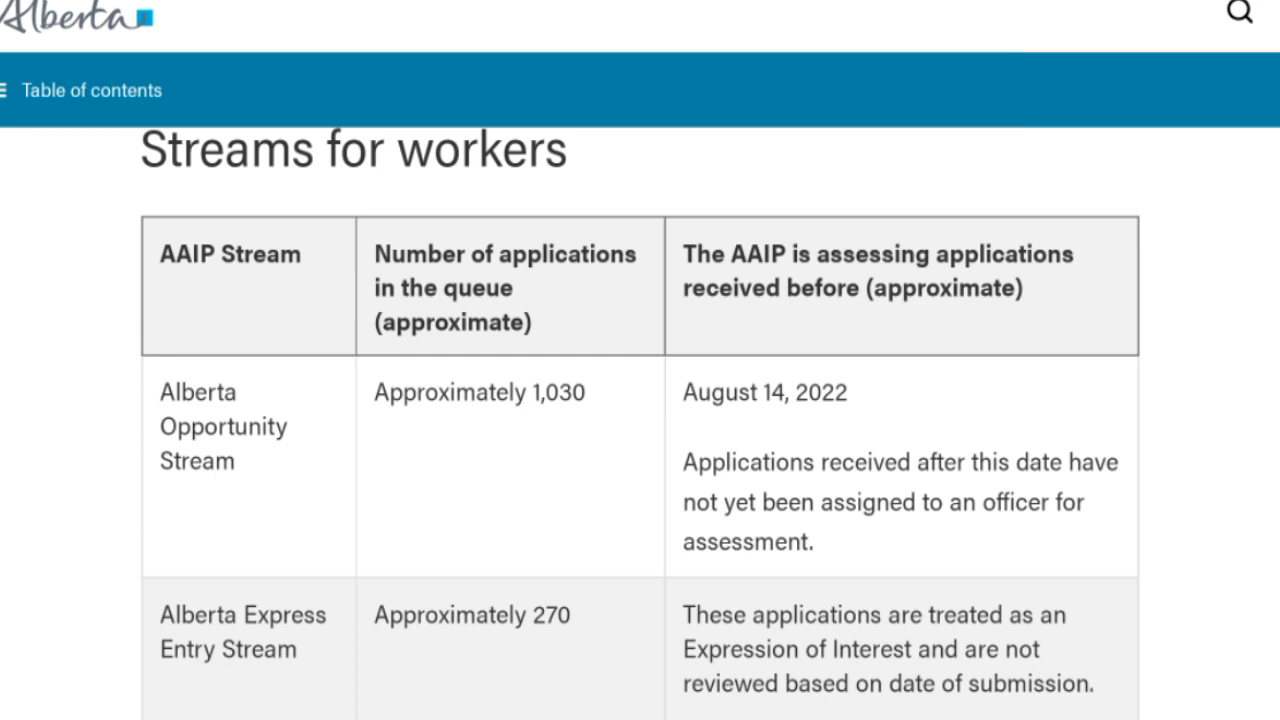 Alberta
Table of contents
Streams for workers
AAIP Stream
Number of applications
in the queue
(approximate)
The AAIP is assessing applications
received before (approximate)
Alberta
Opportunity
Stream
Approximately 1,030
August 14, 2022
Applications received after this date have
not yet been assigned to an officer for
assessment.
Alberta Express
Entry Stream
Approximately 270
These applications are treated as an
Expression of Interest and are not
reviewed based on date of submission.